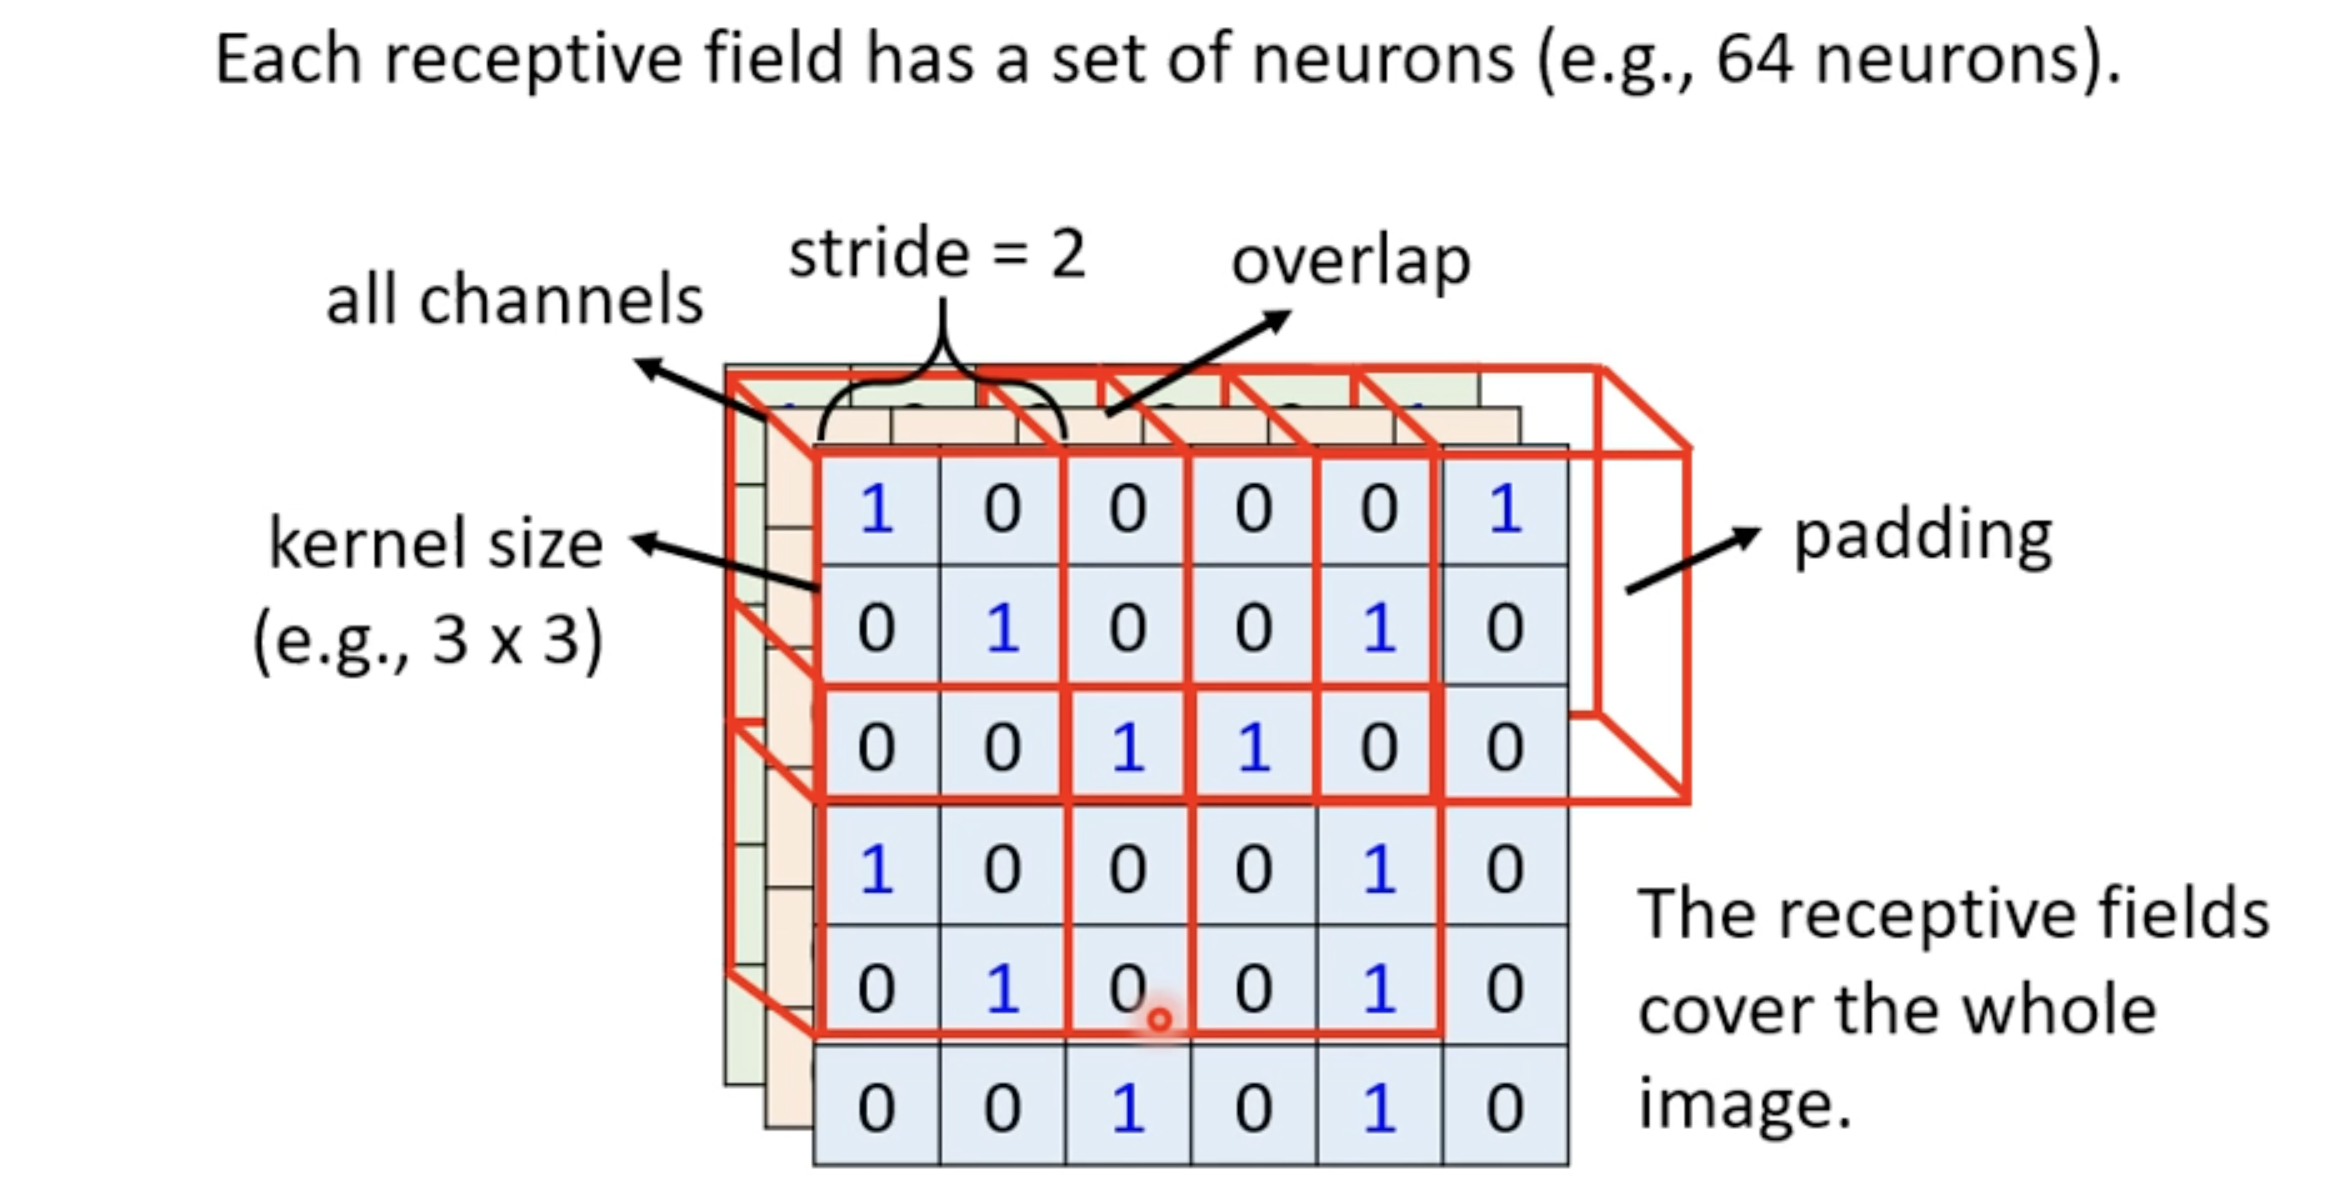 Each receptive field has a set of neurons (e.g., 64 neurons).
stride = 2
overlap
all channels
kernel size
(e.g., 3 x 3)
padding
1 0 0 0 0 1
0 1 0 0 1 0
0 0 1 1 0 0
1 0 0 0 1 0
0 1 0 0 1 0
0 0 1 0 1 0
The receptive fields
cover the whole
image.